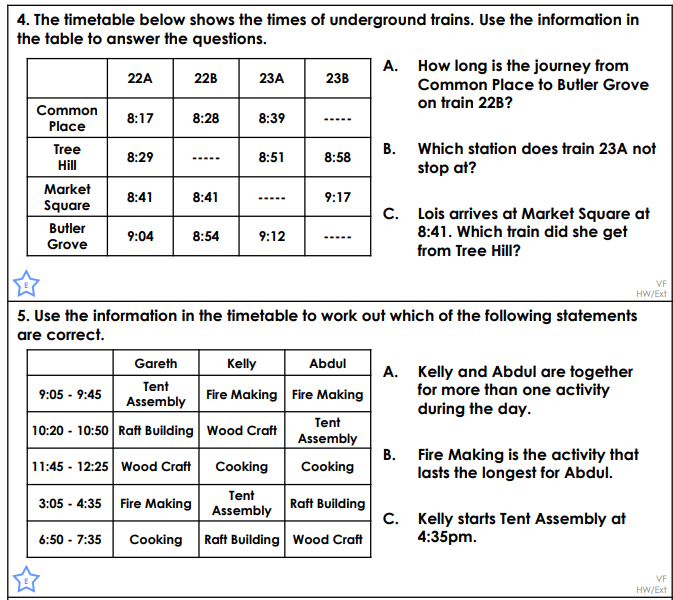 4. The timetable below shows the times of underground trains. Use the information in
the table to answer the questions.
22A 22B 23A 23B
Common Place 8:17 8:28 8:39 -----
Tree Hill 8:29 ----- 8:51 8:58
Market Square 8:41 8:41 ----- 9:17
Butler Grove 9:04 8:54 9:12 -----
A. How long is the journey from
Common Place to Butler Grove
on train 22B?
B. Which station does train 23A not
stop at?
C. Lois arrives at Market Square at
8:41. Which train did she get
from Tree Hill?
E
VF
HW/Ext
5. Use the information in the timetable to work out which of the following statements
are correct.
Gareth Kelly Abdul
9:05 - 9:45 Tent Assembly Fire Making Fire Making
10:20 - 10:50 Raft Building Wood Craft Tent Assembly
11:45 - 12:25 Wood Craft Cooking Cooking
3:05 - 4:35 Fire Making Tent Assembly Raft Building
6:50 - 7:35 Cooking Raft Building Wood Craft
A. Kelly and Abdul are together
for more than one activity
during the day.
B. Fire Making is the activity that
lasts the longest for Abdul.
C. Kelly starts Tent Assembly at
4:35pm.
E
VF
HW/Ext